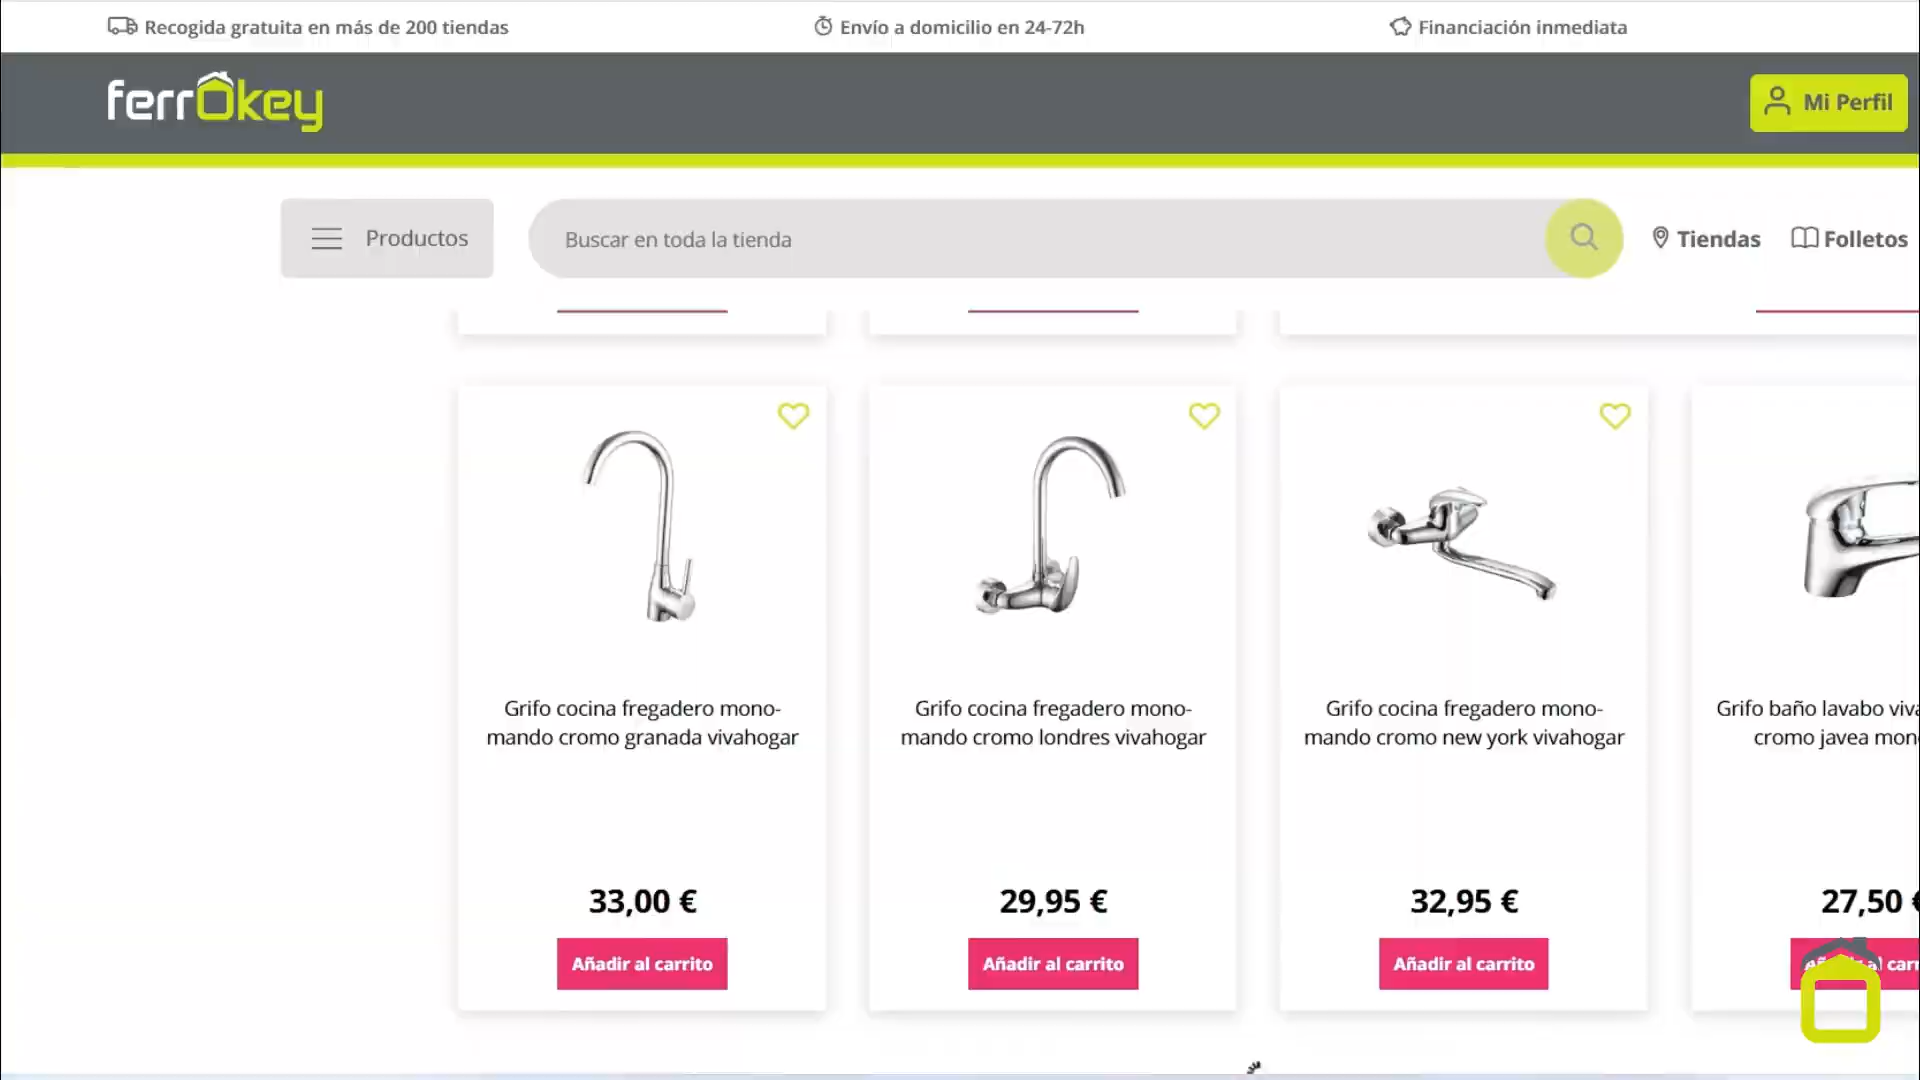 Recogida gratuita en más de 200 tiendas
Envío a domicilio en 24-72h
Financiación inmediata
ferrOkey
Mi Perfil
Productos
Buscar en toda la tienda
Tiendas
Folletos
Grifo cocina fregadero mono-
mando cromo granada vivahogar
33,00 €
Añadir al carrito
Grifo cocina fregadero mono-
mando cromo londres vivahogar
29,95 €
Añadir al carrito
Grifo cocina fregadero mono-
mando cromo new york vivahogar
32,95 €
Añadir al carrito
Grifo baño lavabo
cromo javea
27,50 €